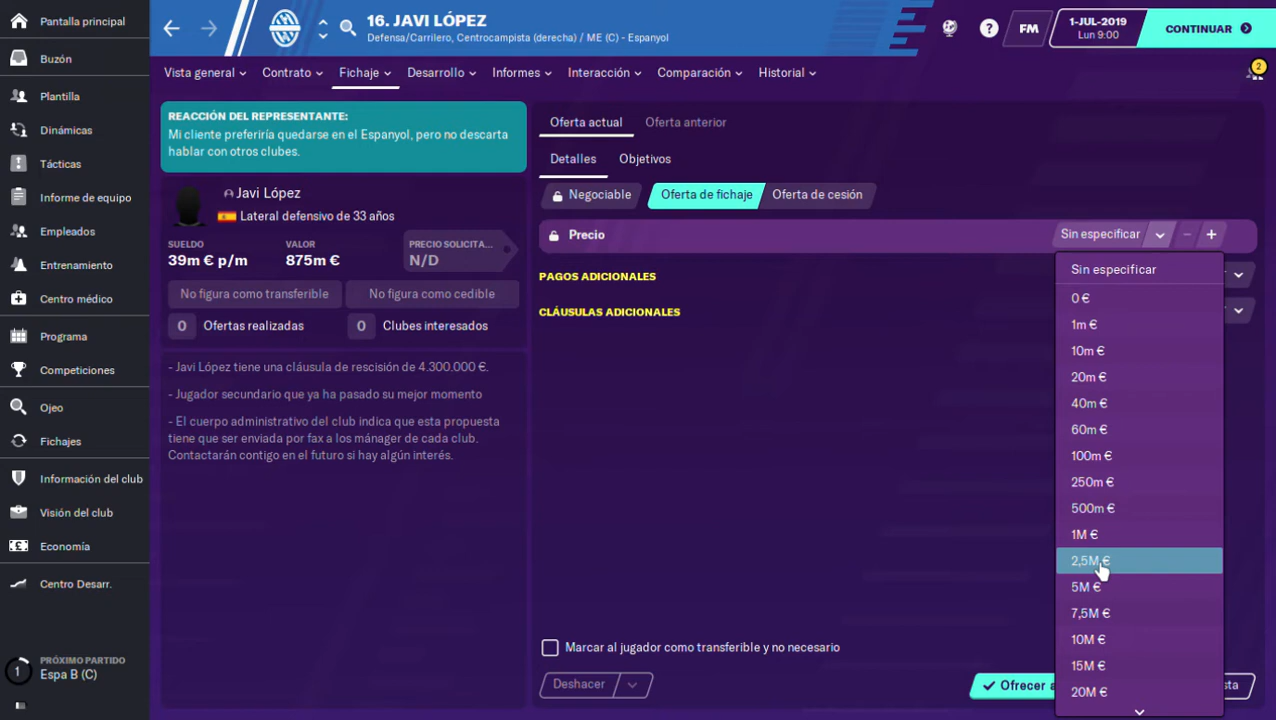 Pantalla principal
Buzón
Plantilla
Dinámicas
Tácticas
Informe de equipo
Empleados
Entrenamiento
Centro médico
Programa
Competiciones
Ojeo
Fichajes
Información del club
Visión del club
Economía
Centro Desarr.
1
PRÓXIMO PARTIDO
Espa B (C)
16. JAVI LÓPEZ
Defensa/Carrilero, Centrocampista (derecha) / ME (C) - Espanyol
?
FM
1-JUL-2019
Lun 9:00
CONTINUAR
2
Vista general
Contrato
Fichaje
Desarrollo
Informes
Interacción
Comparación
Historial
REACCIÓN DEL REPRESENTANTE:
Mi cliente preferiría quedarse en el Espanyol, pero no descarta
hablar con otros clubes.
Javi López
Lateral defensivo de 33 años
SUELDO
39m € p/m
VALOR
875m €
PRECIO SOLICITA...
N/D
No figura como transferible
No figura como cedible
0 Ofertas realizadas
0 Clubes interesados
- Javi López tiene una cláusula de rescisión de 4.300.000 €.
- Jugador secundario que ya ha pasado su mejor momento
- El cuerpo administrativo del club indica que esta propuesta
tiene que ser enviada por fax a los mánager de cada club.
Contactarán contigo en el futuro si hay algún interés.
Oferta actual
Oferta anterior
Detalles
Objetivos
Negociable
Oferta de fichaje
Oferta de cesión
Precio
Sin especificar
PAGOS ADICIONALES
CLÁUSULAS ADICIONALES
Sin especificar
0 €
1m €
10m €
20m €
40m €
60m €
100m €
250m €
500m €
1M €
2,5M €
5M €
7,5M €
10M €
15M €
20M €
Marcar al jugador como transferible y no necesario
Deshacer
Ofrecer a
sta